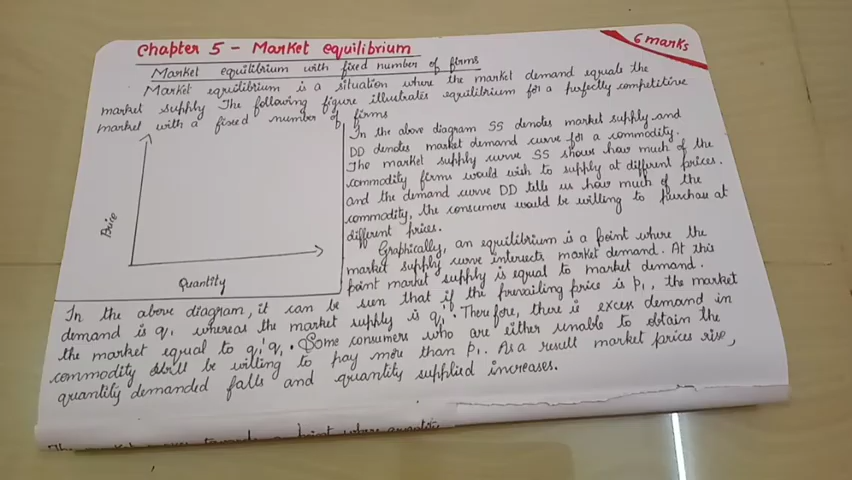 Chapter 5 - Market equilibrium
6 marks
Market equilibrium with fixed number of firms
Market equilibrium is a situation where the market demand equals the
market supply The following figure illustrates equilibrium for a perfectly competitive
market with a fixed number of firms
Price
Quantity
In the above diagram SS denotes market supply and
DD denotes market demand curve for a commodity.
The market supply curve SS shows how much of the
commodity firms would wish to supply at different prices.
and the demand curve DD tells us how much of the
commodity, the consumers would be willing to purchase at
different prices.
Graphically, an equilibrium is a point where the
market supply curve intersects market demand. At this
point market supply is equal to market demand.
In the above diagram, it can be seen that if the prevailing price is p₁, the market
demand is q₁ whereas the market supply is q₁'. Therefore, there is excess demand in
the market equal to q₁'q₁. Some consumers who are either unable to obtain the
commodity will be willing to pay more than p₁. As a result market prices rise,
quantity demanded falls and quantity supplied increases.